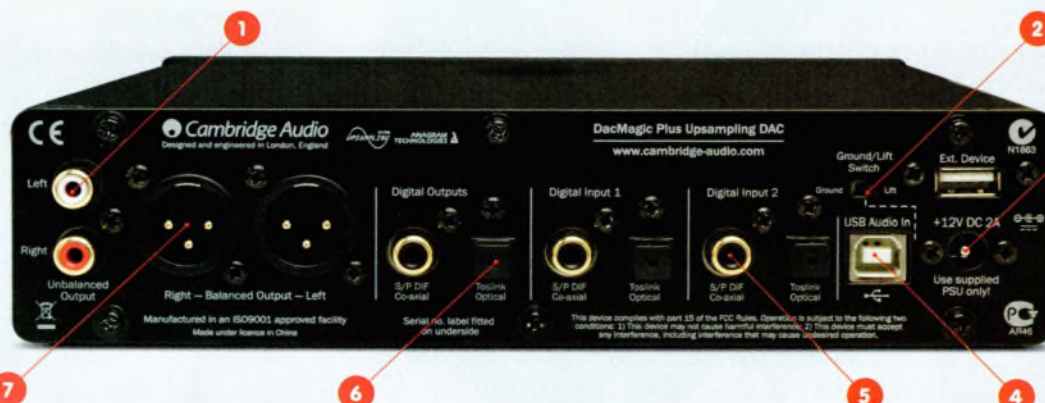 1
2
Cambridge Audio
Designed and engineered in London, England
UPSAMPLING
ANAGRAM
TECHNOLOGIES
DacMagic Plus Upsampling DAC
www.cambridge-audio.com
N1863
Left
Right
Unbalanced
Output
Right – Balanced Output – Left
Digital Outputs
S/P DIF
Co-axial
Toslink
Optical
Digital Input 1
S/P DIF
Co-axial
Toslink
Optical
Digital Input 2
S/P DIF
Co-axial
Toslink
Optical
Ground/Lift
Switch
Ground
Lift
USB Audio In
Ext. Device
+12V DC 2A
Use supplied
PSU only!
Manufactured in an ISO9001 approved facility
Made under licence in China
Serial no. label fitted
on underside
This device complies with part 15 of the FCC Rules. Operation is subject to the following two
conditions: 1) This device may not cause harmful interference, 2) This device must accept
any interference, including interference that may cause undesired operation.
AR46
7
6
5
4